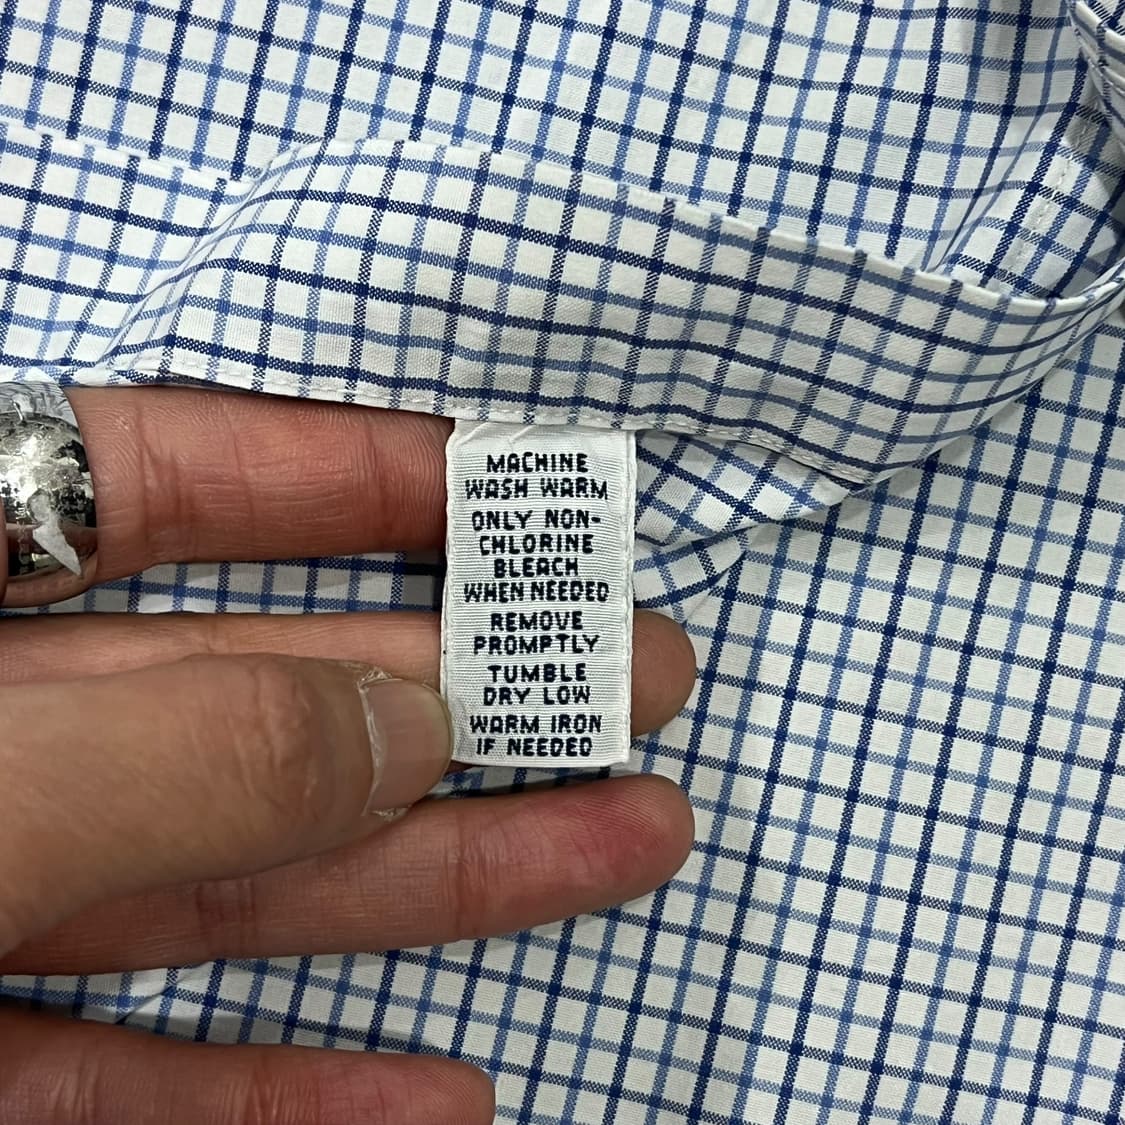 MACHINE
WASH WARM
ONLY NON-
CHLORINE
BLEACH
WHEN NEEDED
REMOVE
PROMPTLY
TUMBLE
DRY LOW
WARM IRON
IF NEEDED